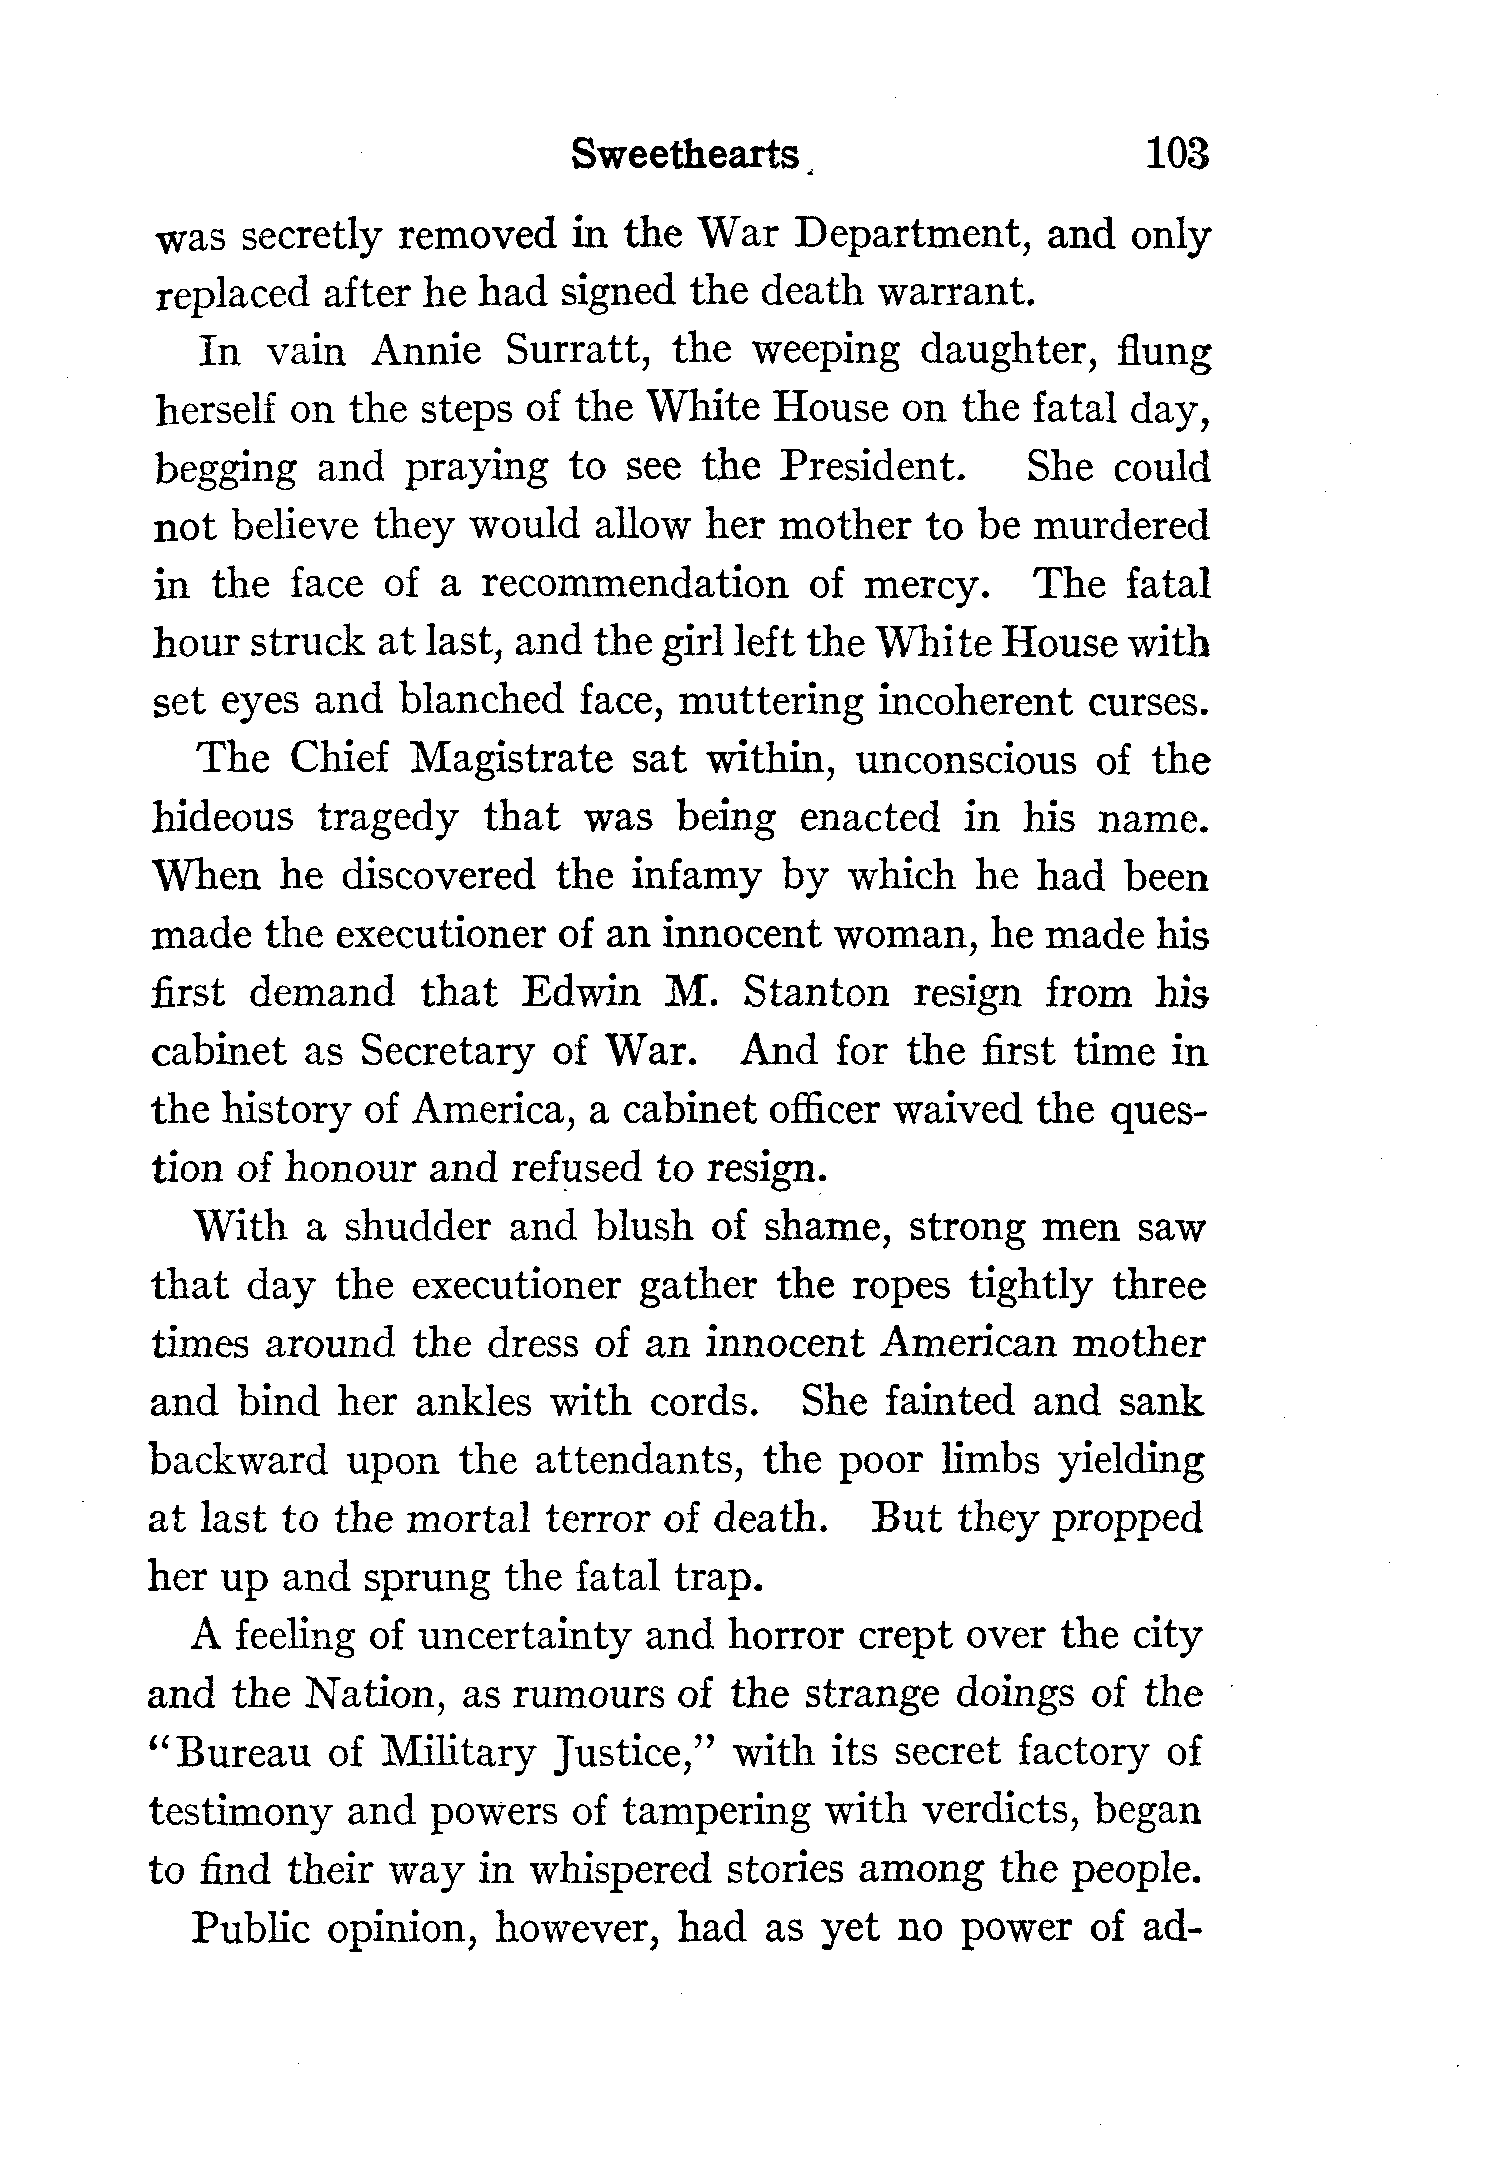 Sweethearts 103
was secretly removed in the War Department, and only
replaced after he had signed the death warrant.
In vain Annie Surratt, the weeping daughter, flung
herself on the steps of the White House on the fatal day,
begging and praying to see the President. She could
not believe they would allow her mother to be murdered
in the face of a recommendation of mercy. The fatal
hour struck at last, and the girl left the White House with
set eyes and blanched face, muttering incoherent curses.
The Chief Magistrate sat within, unconscious of the
hideous tragedy that was being enacted in his name.
When he discovered the infamy by which he had been
made the executioner of an innocent woman, he made his
first demand that Edwin M. Stanton resign from his
cabinet as Secretary of War. And for the first time in
the history of America, a cabinet officer waived the ques-
tion of honour and refused to resign.
With a shudder and blush of shame, strong men saw
that day the executioner gather the ropes tightly three
times around the dress of an innocent American mother
and bind her ankles with cords. She fainted and sank
backward upon the attendants, the poor limbs yielding
at last to the mortal terror of death. But they propped
her up and sprung the fatal trap.
A feeling of uncertainty and horror crept over the city
and the Nation, as rumours of the strange doings of the
"Bureau of Military Justice," with its secret factory of
testimony and powers of tampering with verdicts, began
to find their way in whispered stories among the people.
Public opinion, however, had as yet no power of ad-